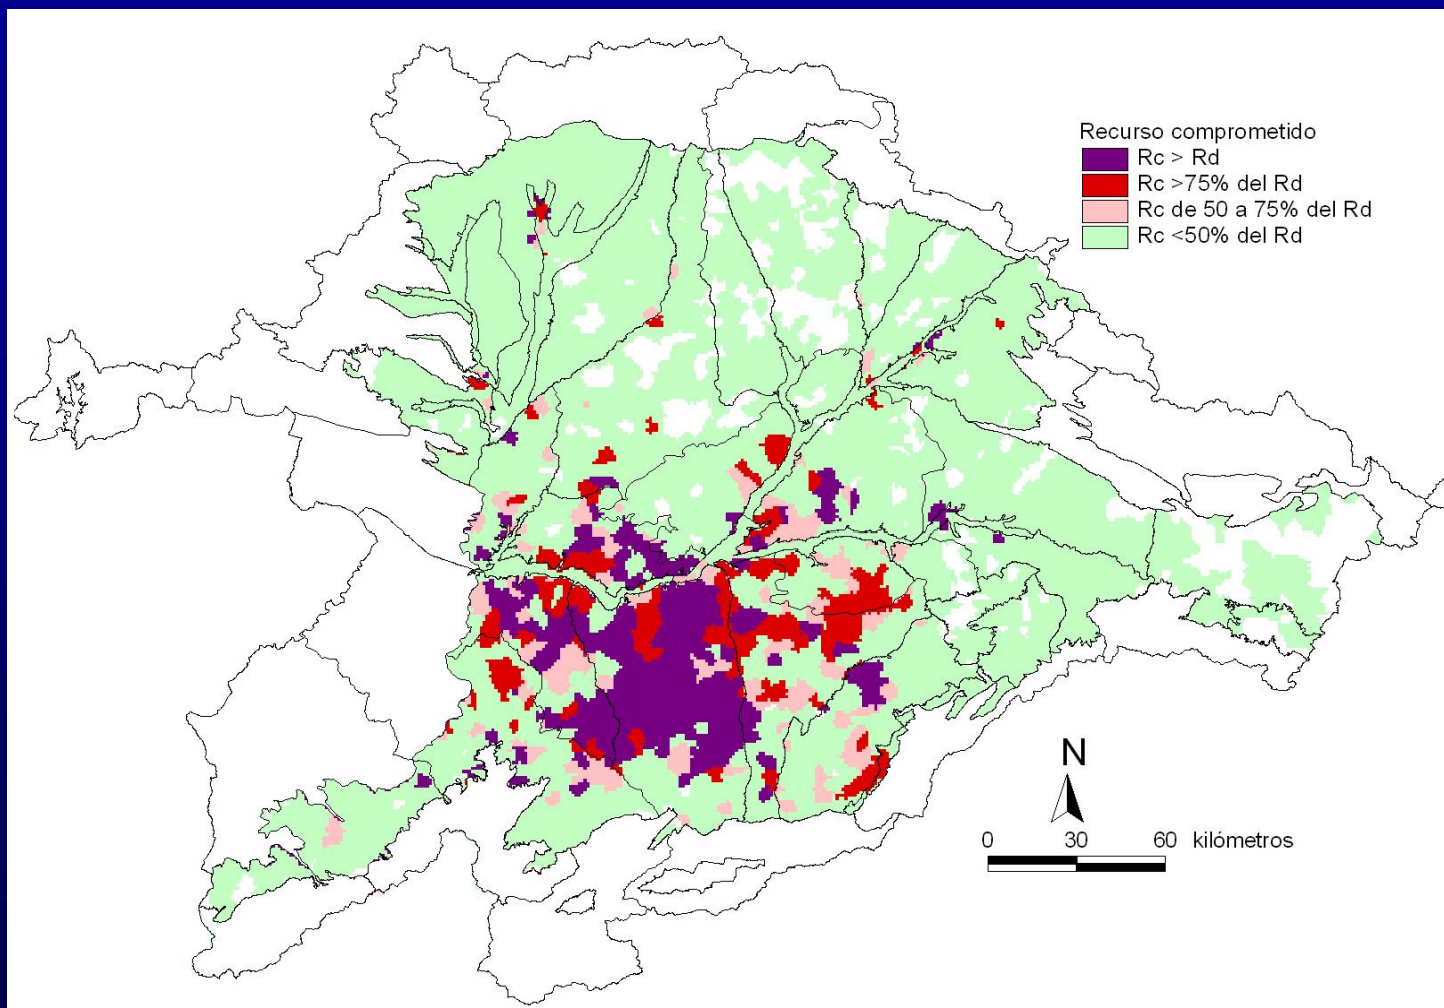 Recurso comprometido
Rc > Rd
Rc >75% del Rd
Rc de 50 a 75% del Rd
Rc <50% del Rd
N
0 30 60 kilómetros